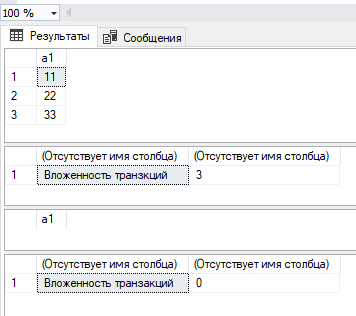 100 %
Результаты Сообщения
a1
1 11
2 22
3 33
(Отсутствует имя столбца) (Отсутствует имя столбца)
1 Вложенность транзкций 3
a1
(Отсутствует имя столбца) (Отсутствует имя столбца)
1 Вложенность транзакций 0